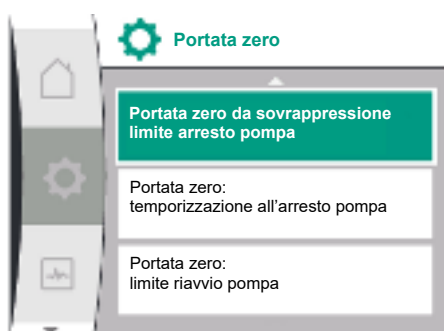 Portata zero
Portata zero da sovrappressione
limite arresto pompa
Portata zero:
temporizzazione all'arresto pompa
Portata zero:
limite riavvio pompa